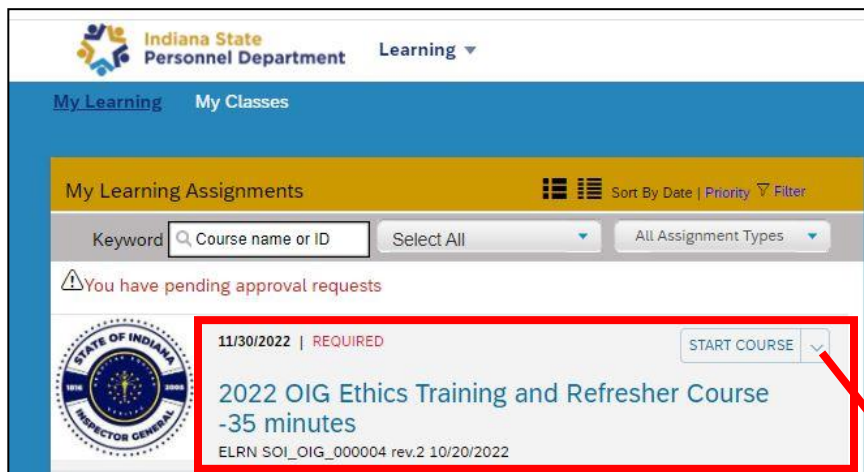 Indiana State
Personnel Department
Learning
My Learning My Classes
My Learning Assignments
Sort By Date | Priority Filter
Keyword Course name or ID Select All All Assignment Types
You have pending approval requests
STATE OF INDIANA
1816 2005
INSPECTOR GENERAL
11/30/2022 | REQUIRED
START COURSE
2022 OIG Ethics Training and Refresher Course
-35 minutes
ELRN SOI_OIG_000004 rev.2 10/20/2022